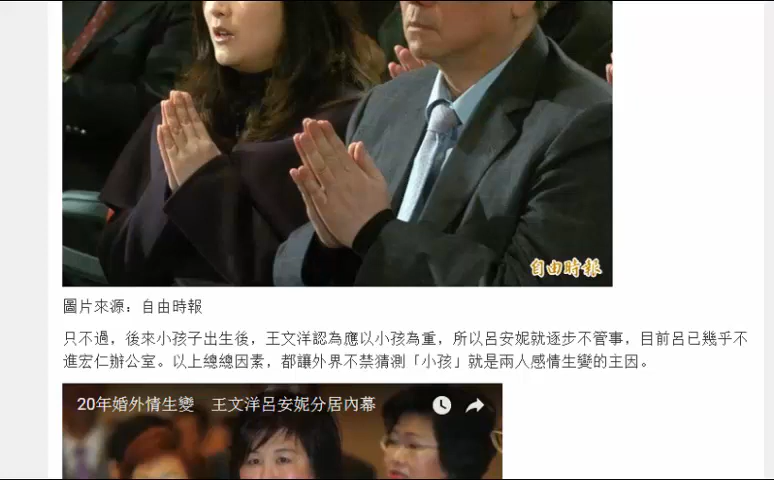 自由時報
圖片來源：自由時報
只不過，後來小孩子出生後，王文洋認為應以小孩為重，所以呂安妮就逐步不管事，目前呂已幾乎不
進宏仁辦公室。以上總總因素，都讓外界不禁猜測「小孩」就是兩人感情生變的主因。
20年婚外情生變　王文洋呂安妮分居內幕